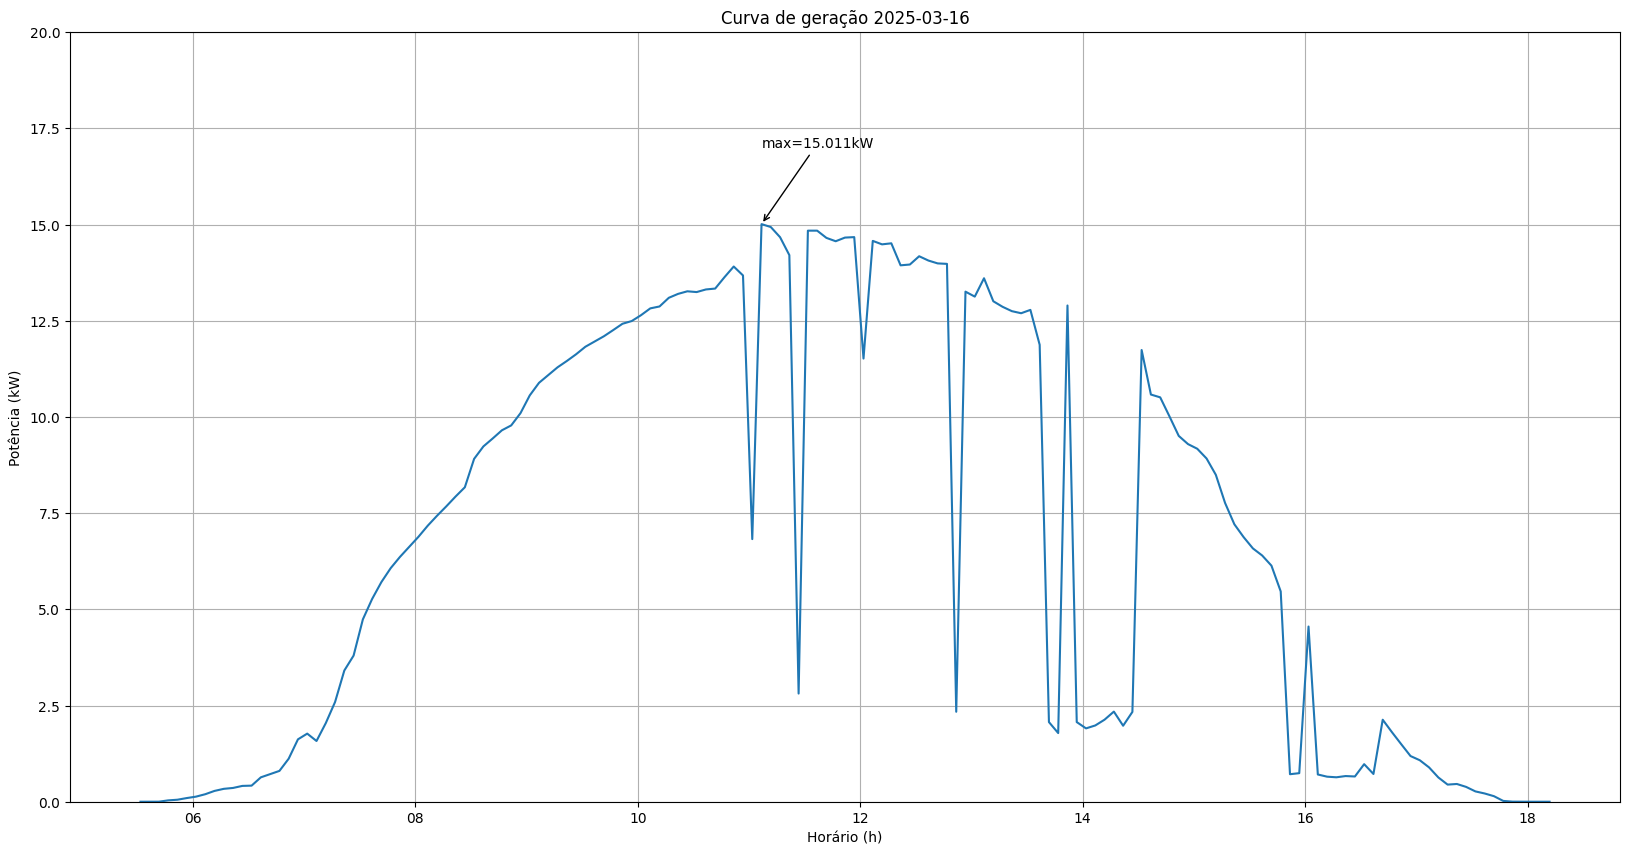 Curva de geração 2025-03-16
20.0
17.5
max=15.011kW
15.0
12.5
10.0
Potência (kW)
7.5
5.0
2.5
0.0
06 08 10 12 14 16 18
Horário (h)